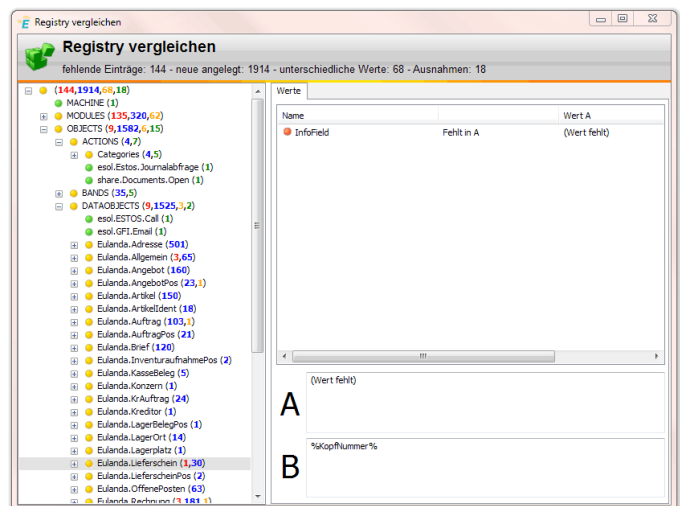 Registry vergleichen
Registry vergleichen
fehlende Einträge: 144 - neue angelegt: 1914 - unterschiedliche Werte: 68 - Ausnahmen: 18
(144,1914,68,18)
MACHINE (1)
MODULES (135,320,62)
OBJECTS (9,1582,6,15)
ACTIONS (4,7)
Categories (4,5)
esol.Estos.Journalabfrage (1)
share.Documents.Open (1)
BANDS (35,5)
DATAOBJECTS (9,1525,3,2)
esol.ESTOS.Call (1)
esol.GFI.Email (1)
Eulanda.Adresse (501)
Eulanda.Allgemein (3,65)
Eulanda.Angebot (160)
Eulanda.AngebotPos (23,1)
Eulanda.Artikel (150)
Eulanda.ArtikelIdent (18)
Eulanda.Auftrag (103,1)
Eulanda.AuftragPos (21)
Eulanda.Brief (120)
Eulanda.InventuraufnahmePos (2)
Eulanda.KasseBeleg (5)
Eulanda.Konzern (1)
Eulanda.KrAuftrag (24)
Eulanda.Kreditor (1)
Eulanda.LagerBelegPos (1)
Eulanda.LagerOrt (14)
Eulanda.Lagerplatz (1)
Eulanda.Lieferschein (1,30)
Eulanda.LieferscheinPos (2)
Eulanda.OffenePosten (63)
Eulanda.Rechnung (3,181,1)
Werte
Name Wert A
InfoField Fehlt in A (Wert fehlt)
A (Wert fehlt)
B %KopfNummer%